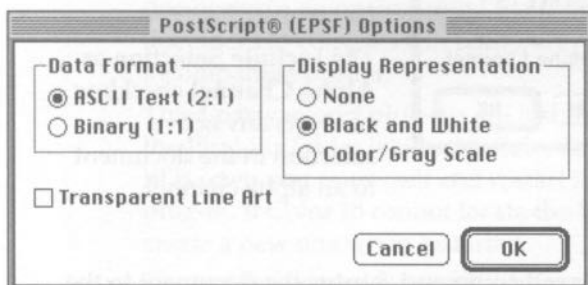 PostScript® (EPSF) Options
Data Format
ASCII Text (2:1)
Binary (1:1)
Display Representation
None
Black and White
Color/Gray Scale
Transparent Line Art
Cancel
OK